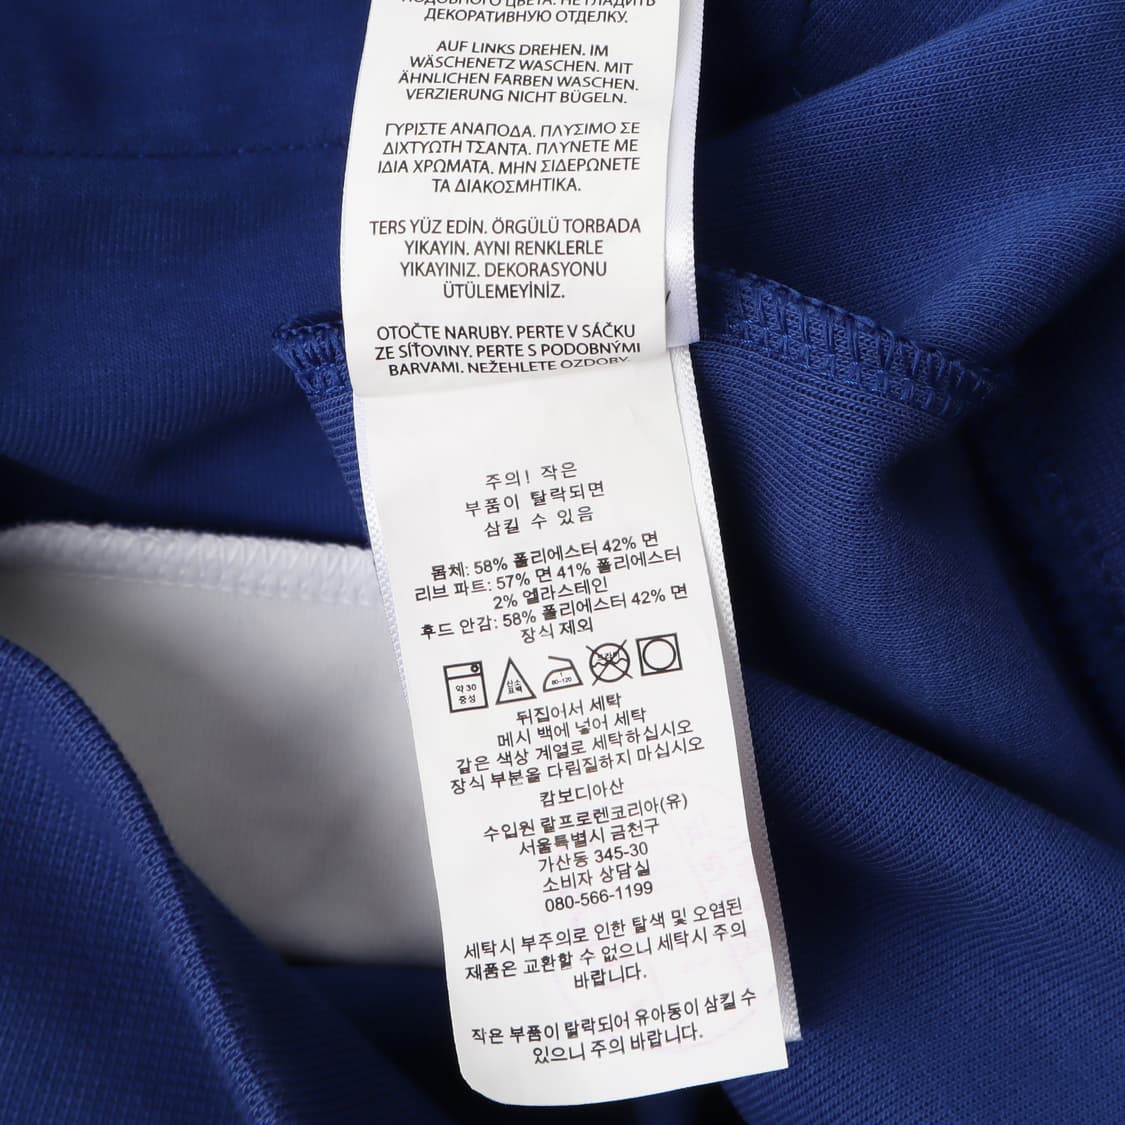 ПОДОБНОГО ЦВЕТА. НЕ ГЛАДИТЬ
ДЕКОРАТИВНУЮ ОТДЕЛКУ.
AUF LINKS DREHEN. IM
WÄSCHENETZ WASCHEN. MIT
ÄHNLICHEN FARBEN WASCHEN.
VERZIERUNG NICHT BÜGELN.
ΓΥΡΙΣΤΕ ΑΝΑΠΟΔΑ. ΠΛΥΣΙΜΟ ΣΕ
ΔΙΧΤΥΩΤΗ ΤΣΑΝΤΑ. ΠΛΥΝΕΤΕ ΜΕ
ΙΔΙΑ ΧΡΩΜΑΤΑ. ΜΗΝ ΣΙΔΕΡΩΝΕΤΕ
ΤΑ ΔΙΑΚΟΣΜΗΤΙΚΑ.
TERS YÜZ EDİN. ÖRGÜLÜ TORBADA
YIKAYIN. AYNI RENKLERLE
YIKAYINIZ. DEKORASYONU
ÜTÜLEMEYİNİZ.
OTOČTE NARUBY. PERTE V SÁČKU
ZE SÍŤOVINY. PERTE S PODOBNÝMI
BARVAMI. NEŽEHLETE OZDOBY.
주의! 작은
부품이 탈락되면
삼킬 수 있음
몸체: 58% 폴리에스터 42% 면
리브 파트: 57% 면 41% 폴리에스터
2% 엘라스테인
후드 안감: 58% 폴리에스터 42% 면
장식 제외
약 30
중성
산소
표백
80~120
드라이
뒤집어서 세탁
메시 백에 넣어 세탁
같은 색상 계열로 세탁하십시오
장식 부분을 다림질하지 마십시오
캄보디아산
수입원 랄프로렌코리아(유)
서울특별시 금천구
가산동 345-30
소비자 상담실
080-566-1199
세탁시 부주의로 인한 탈색 및 오염된
제품은 교환할 수 없으니 세탁시 주의
바랍니다.
작은 부품이 탈락되어 유아동이 삼킬 수
있으니 주의 바랍니다.